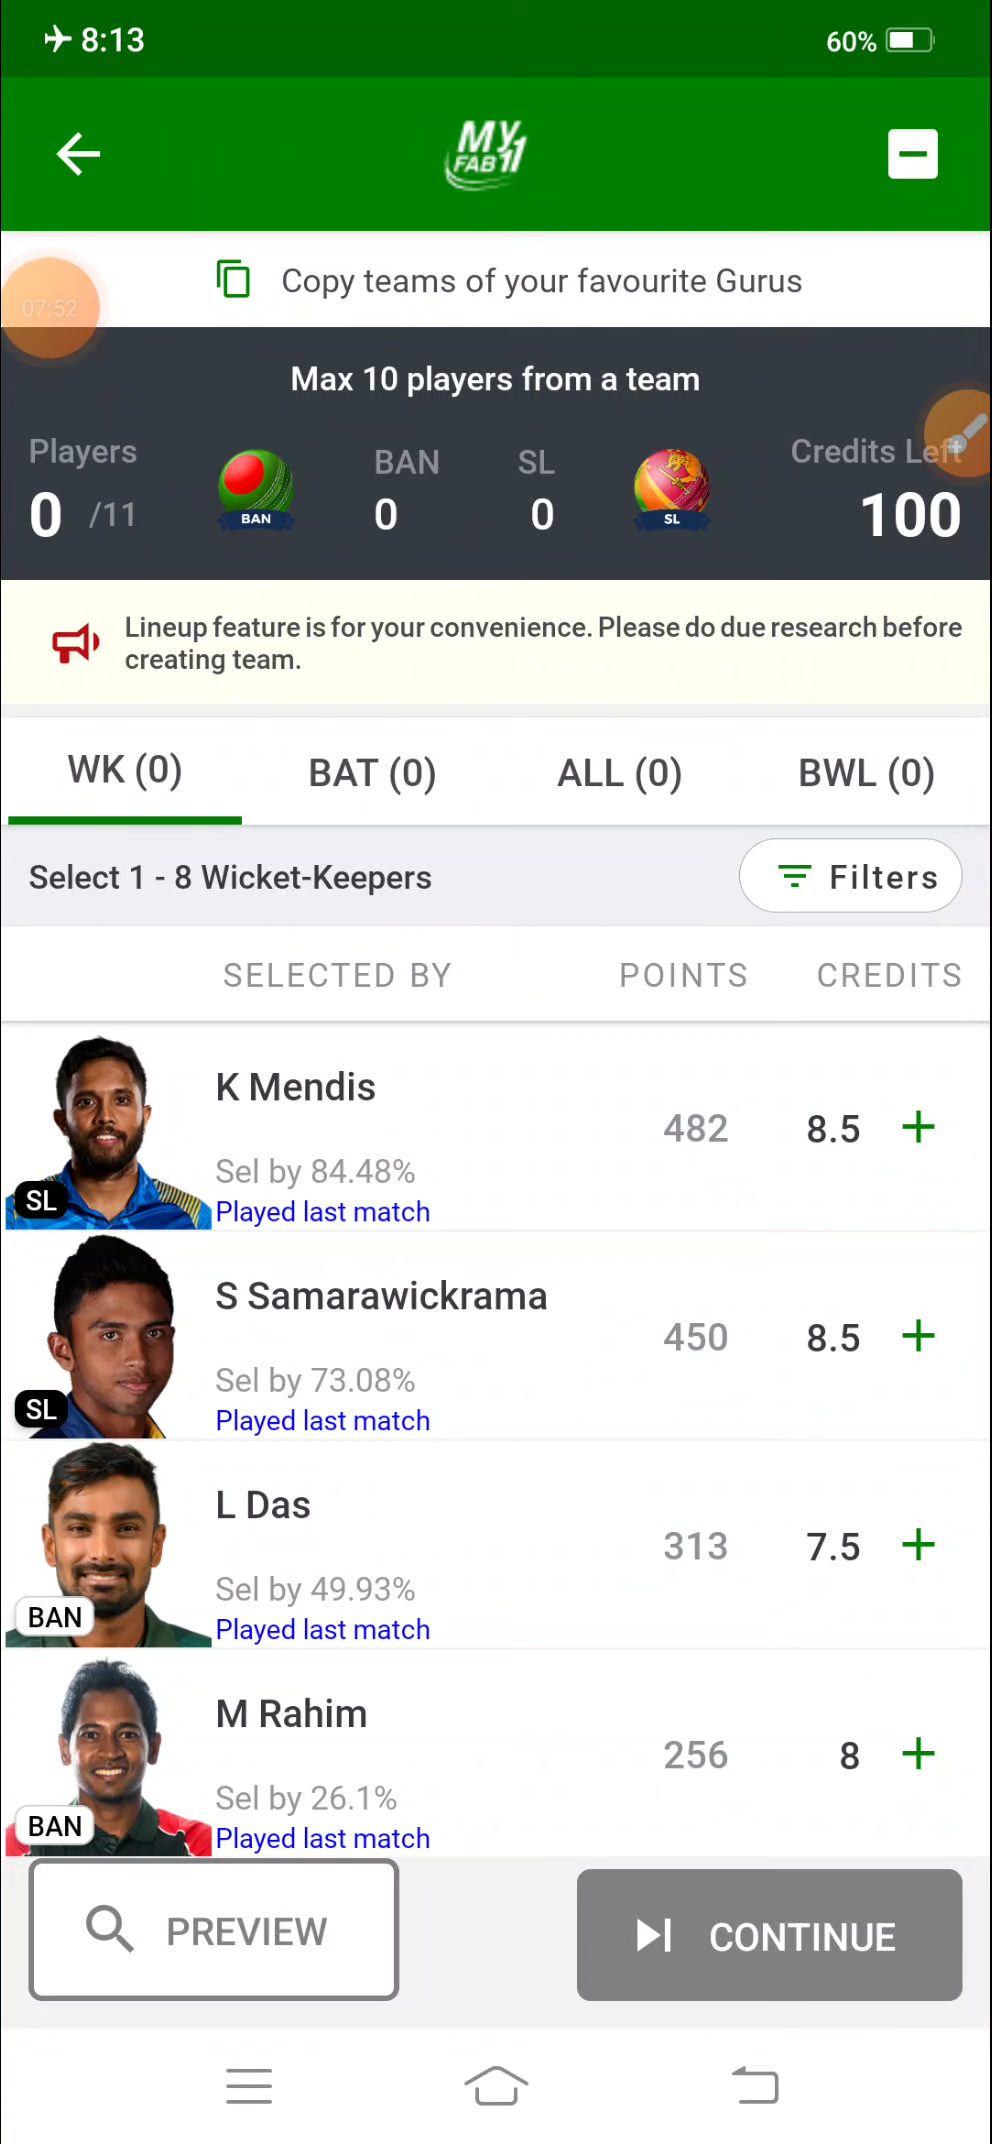 8:13
60%
MY
FAB 11
Copy teams of your favourite Gurus
07:52
Max 10 players from a team
Players
BAN
SL
Credits Left
0 /11
BAN
0
0
SL
100
Lineup feature is for your convenience. Please do due research before
creating team.
WK (0)
BAT (0)
ALL (0)
BWL (0)
Select 1 - 8 Wicket-Keepers
Filters
SELECTED BY
POINTS
CREDITS
K Mendis
482
8.5
Sel by 84.48%
SL
Played last match
S Samarawickrama
450
8.5
Sel by 73.08%
SL
Played last match
L Das
313
7.5
Sel by 49.93%
BAN
Played last match
M Rahim
256
8
Sel by 26.1%
BAN
Played last match
PREVIEW
CONTINUE